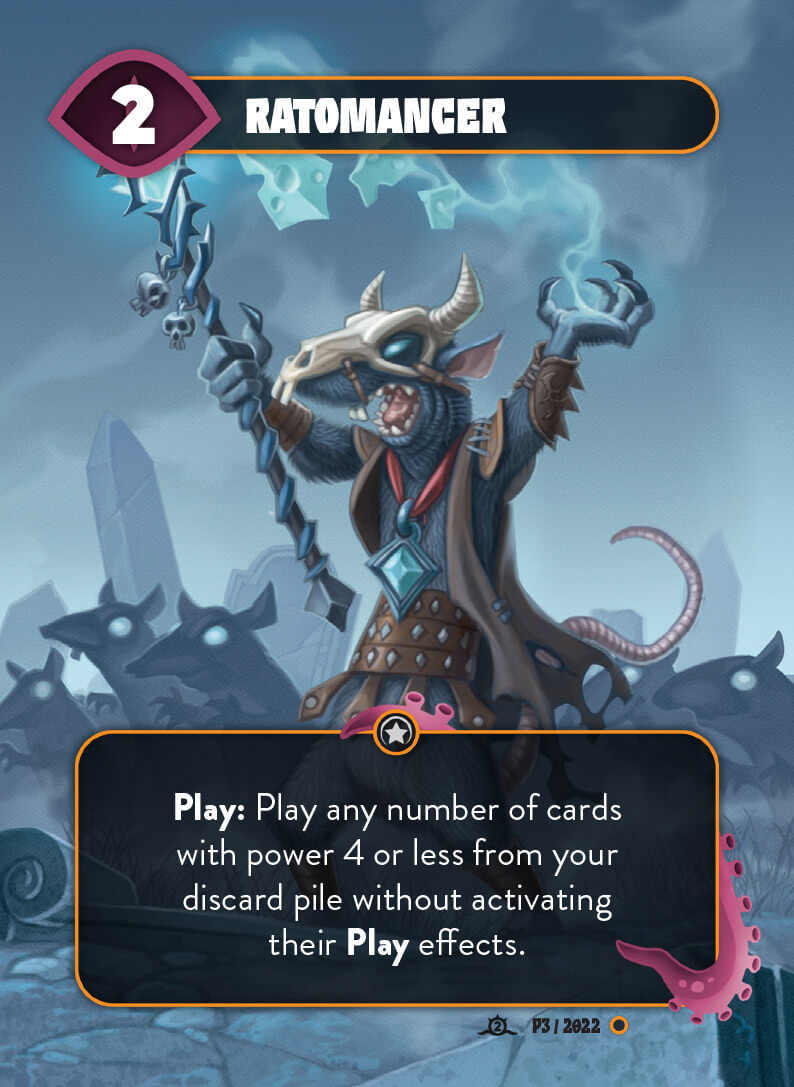 2
RATOMANCER
Play: Play any number of cards
with power 4 or less from your
discard pile without activating
their Play effects.
2 P3 / 2022